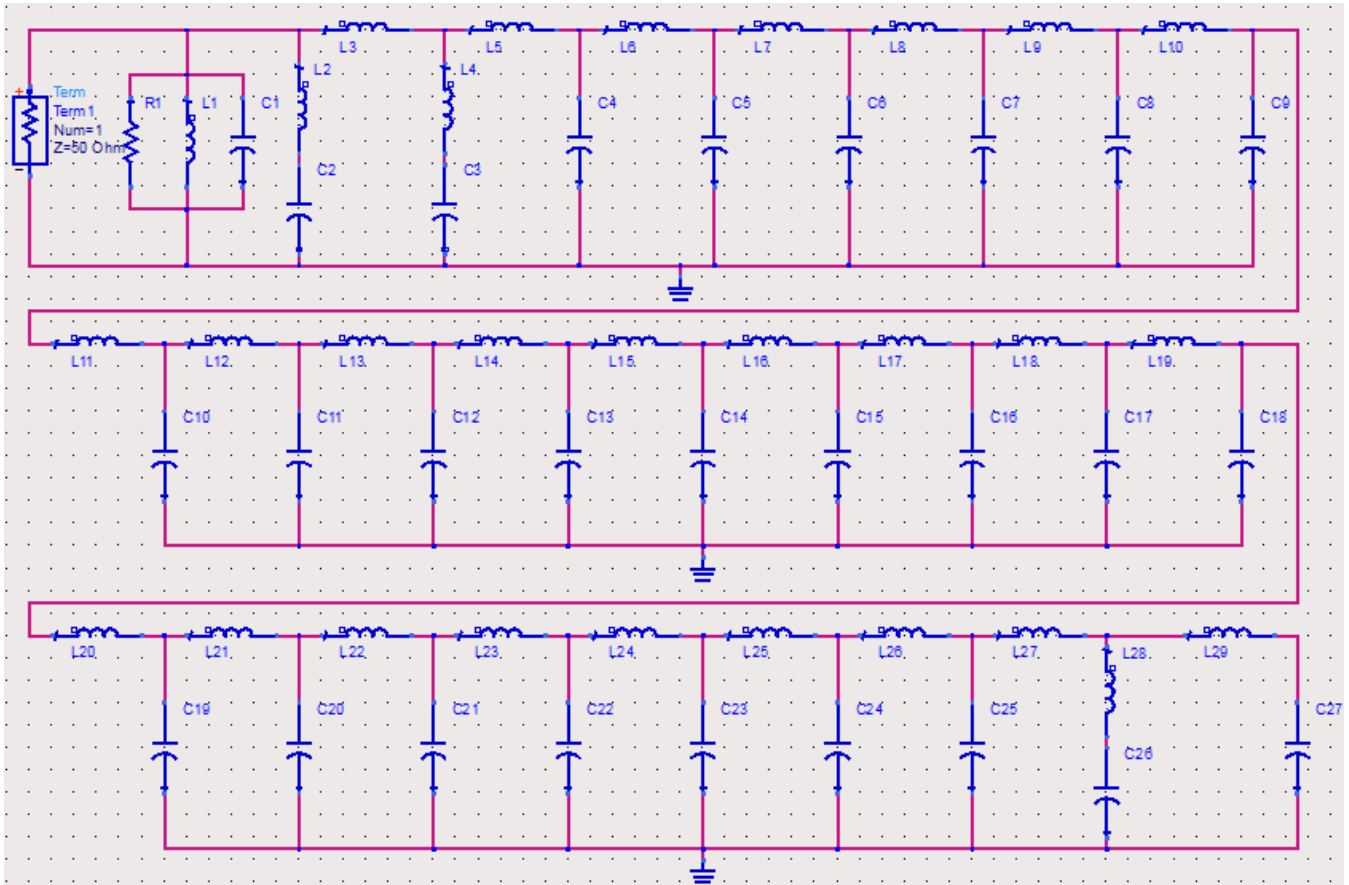 L3 L5 L6 L7 L8 L9 L10
L2 L4
Term
Term1
Num=1
Z=50 Ohm
R1 L1 C1 C4 C5 C6 C7 C8 C9
C2 C3
L11 L12 L13 L14 L15 L16 L17 L18 L19
C10 C11 C12 C13 C14 C15 C16 C17 C18
L20 L21 L22 L23 L24 L25 L26 L27 L28 L29
C19 C20 C21 C22 C23 C24 C25 C27
C26